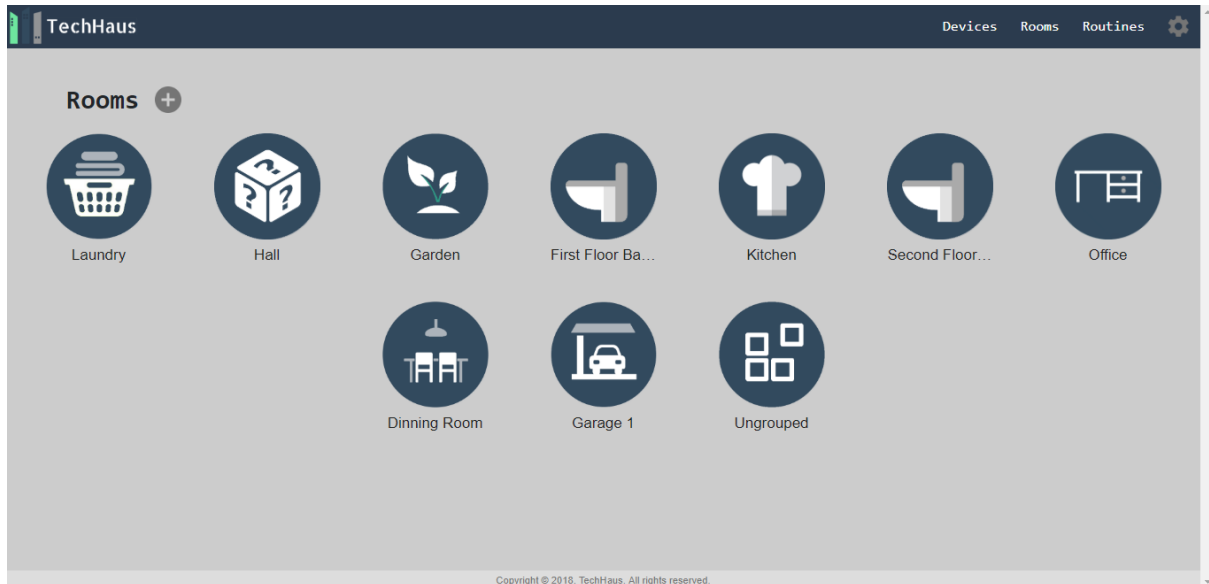 TechHaus
Devices Rooms Routines
Rooms
? ? ?
Laundry Hall Garden First Floor Ba... Kitchen Second Floor... Office
Dinning Room Garage 1 Ungrouped
Copyright © 2018. TechHaus. All rights reserved.